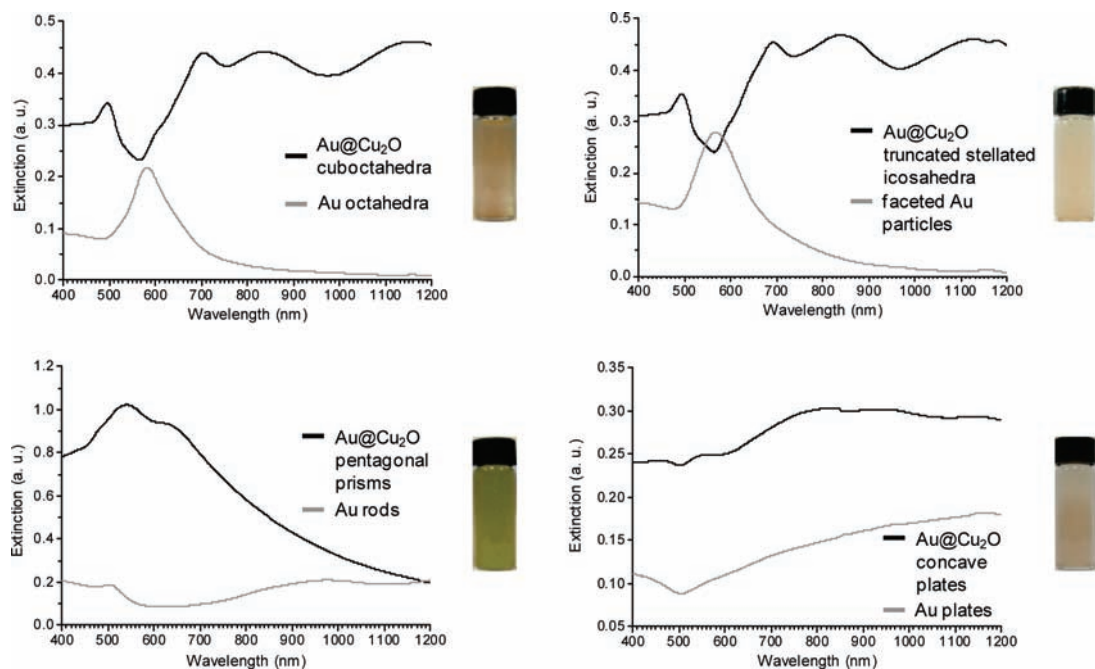 0.5
0.4
0.3
0.2
0.1
0.0
Extinction (a. u.)
400 500 600 700 800 900 1000 1100 1200
Wavelength (nm)
Au@Cu₂O
cuboctahedra
Au octahedra
0.5
0.4
0.3
0.2
0.1
0.0
Extinction (a. u.)
400 500 600 700 800 900 1000 1100 1200
Wavelength (nm)
Au@Cu₂O
truncated stellated
icosahedra
faceted Au
particles
1.2
1.0
0.8
0.6
0.4
0.2
0.0
Extinction (a. u.)
400 500 600 700 800 900 1000 1100 1200
Wavelength (nm)
Au@Cu₂O
pentagonal
prisms
Au rods
0.35
0.30
0.25
0.20
0.15
0.10
0.05
Extinction (a. u.)
400 500 600 700 800 900 1000 1100 1200
Wavelength (nm)
Au@Cu₂O
concave
plates
Au plates